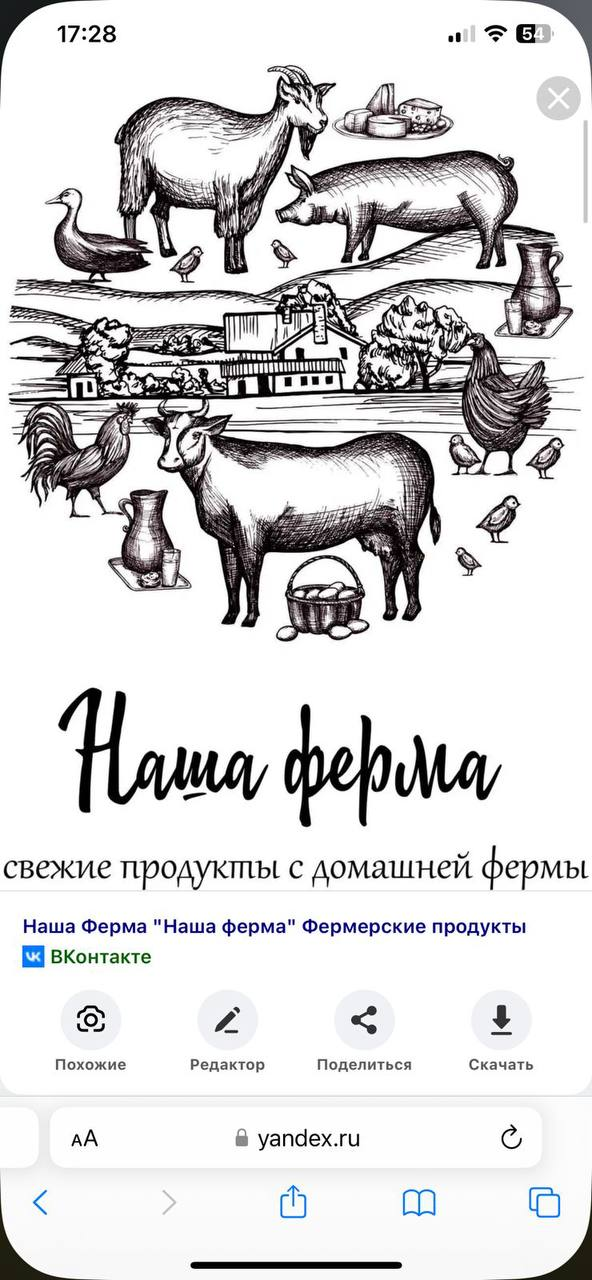 17:28
54
Наша ферма
свежие продукты с домашней фермы
Наша Ферма "Наша ферма" Фермерские продукты
ВКонтакте
Похожие
Редактор
Поделиться
Скачать
AA
yandex.ru